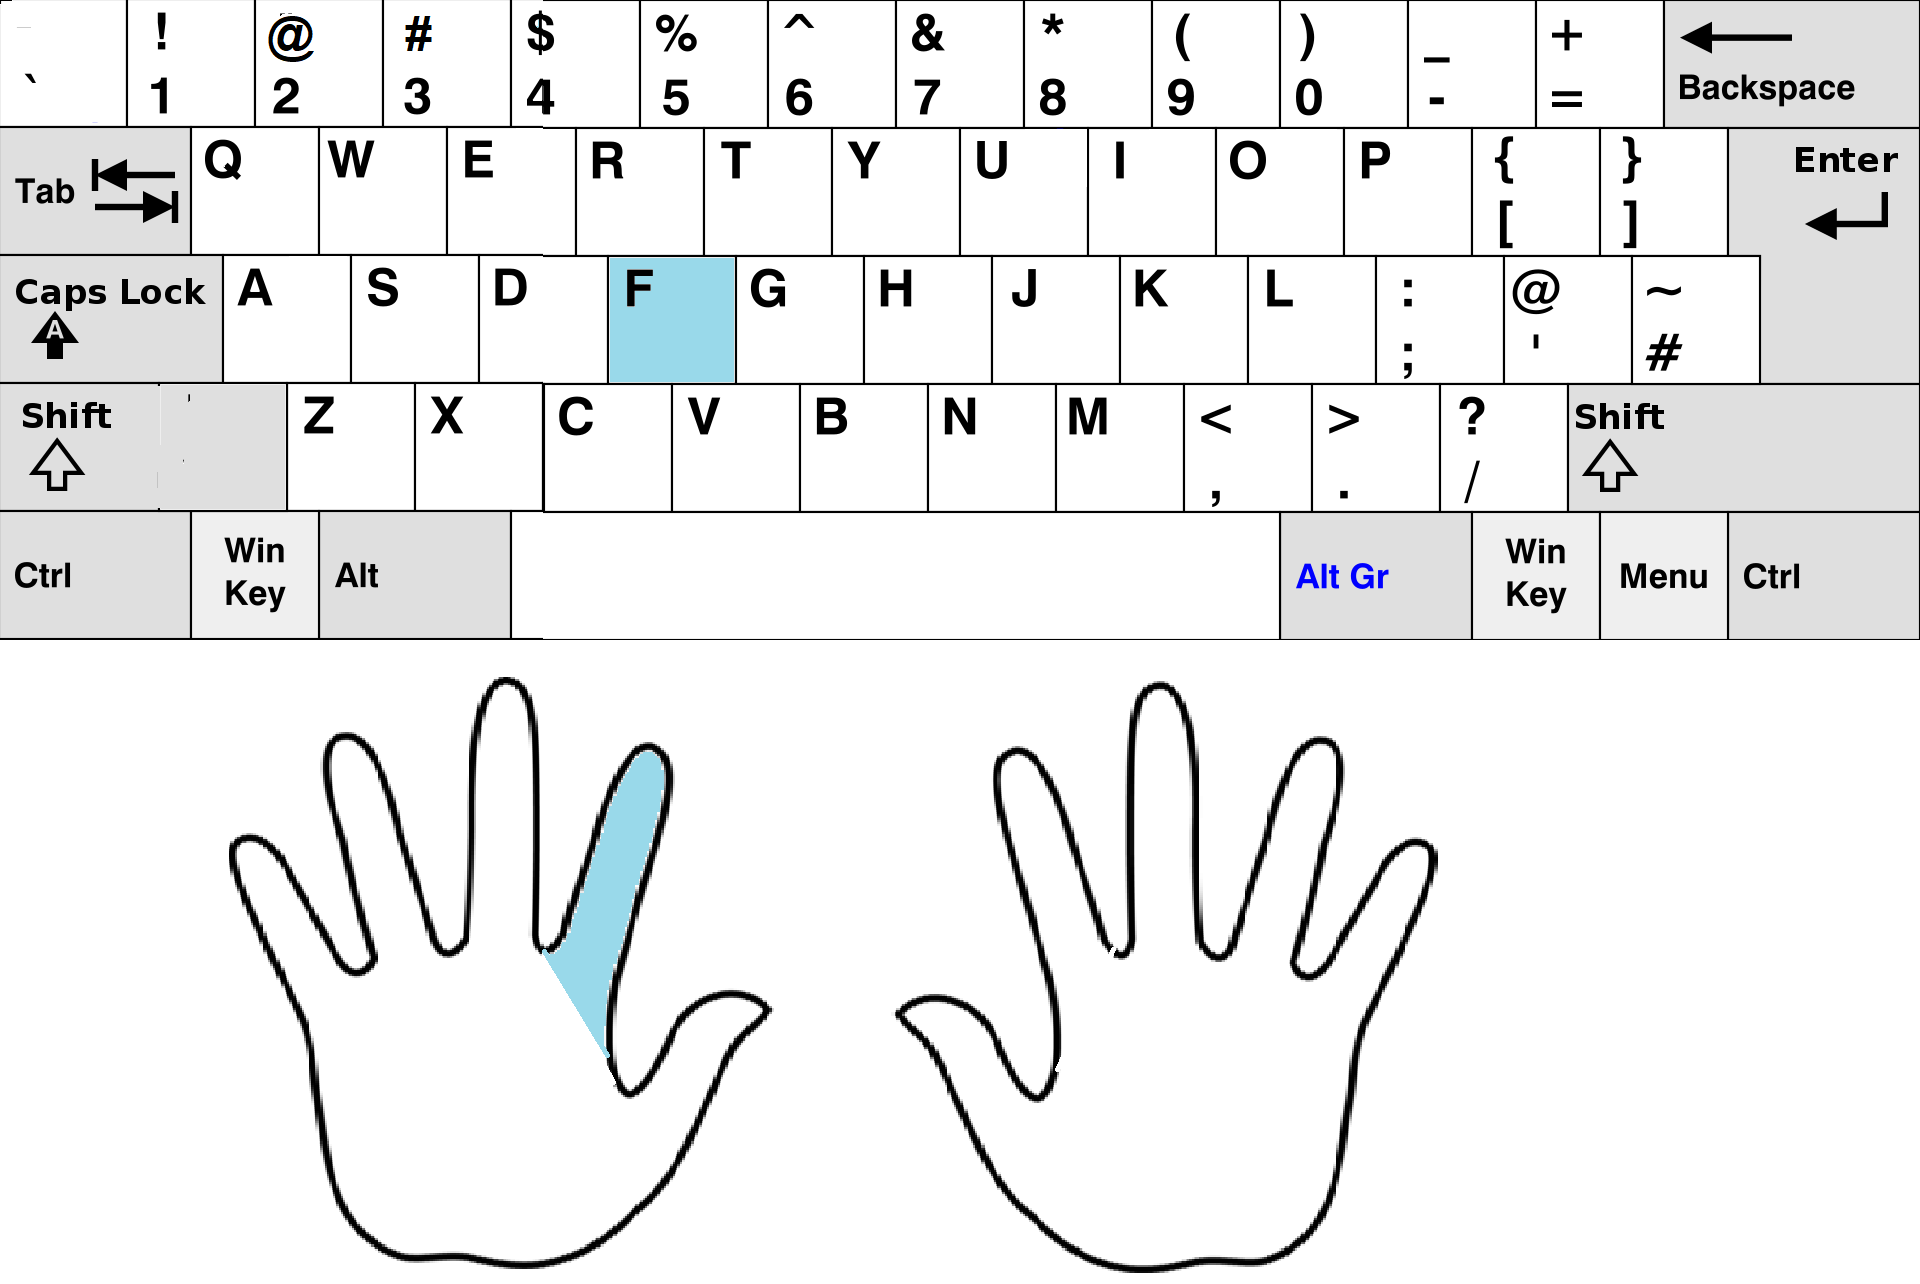 ! @ # $ % ^ & * ( ) _ +
` 1 2 3 4 5 6 7 8 9 0 - = Backspace
Tab Q W E R T Y U I O P { } Enter
[ ]
Caps Lock A S D F G H J K L : @ ~
A ; ' #
Shift Z X C V B N M < > ? Shift
, . /
Ctrl Win Key Alt Alt Gr Win Key Menu Ctrl